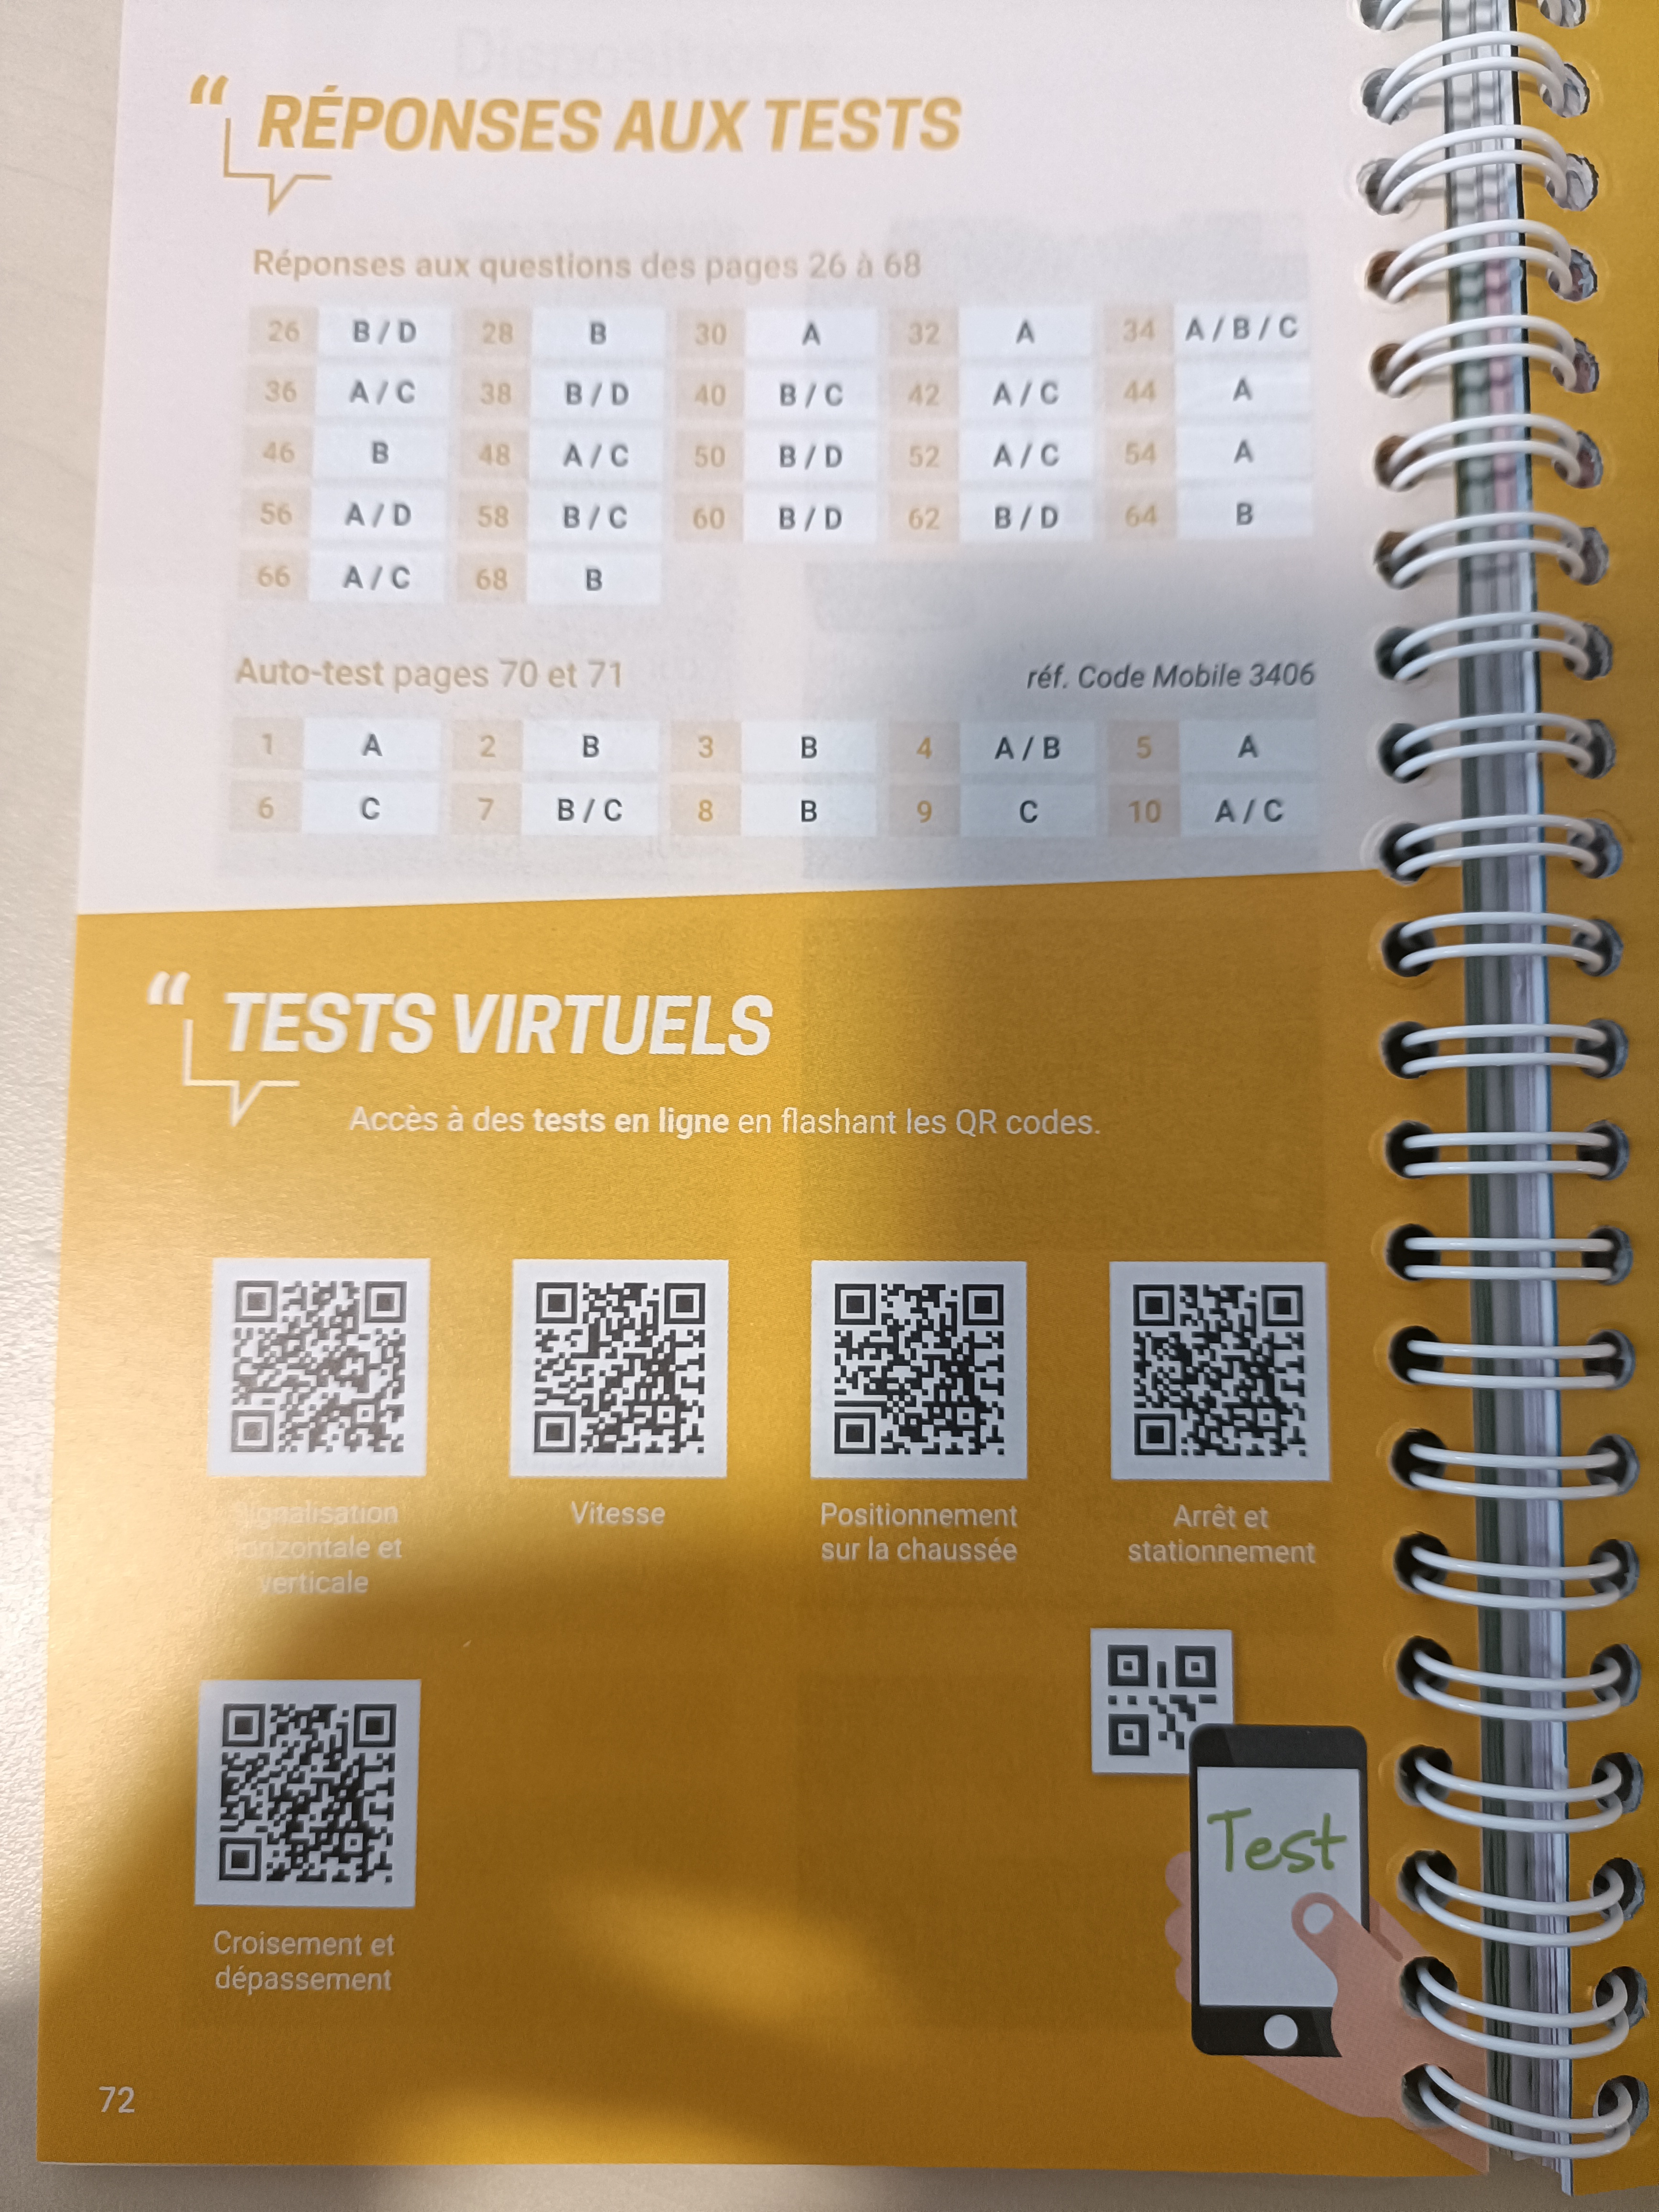 RÉPONSES AUX TESTS
Réponses aux questions des pages 26 à 68
26 B / D 28 B 30 A 32 A 34 A / B / C
36 A / C 38 B / D 40 B / C 42 A / C 44 A
46 B 48 A / C 50 B / D 52 A / C 54 A
56 A / D 58 B / C 60 B / D 62 B / D 64 B
66 A / C 68 B
Auto-test pages 70 et 71 réf. Code Mobile 3406
1 A 2 B 3 B 4 A / B 5 A
6 C 7 B / C 8 B 9 C 10 A / C
TESTS VIRTUELS
Accès à des tests en ligne en flashant les QR codes.
Signalisation
horizontale et
verticale
Vitesse
Positionnement
sur la chaussée
Arrêt et
stationnement
Croisement et
dépassement
Test
72